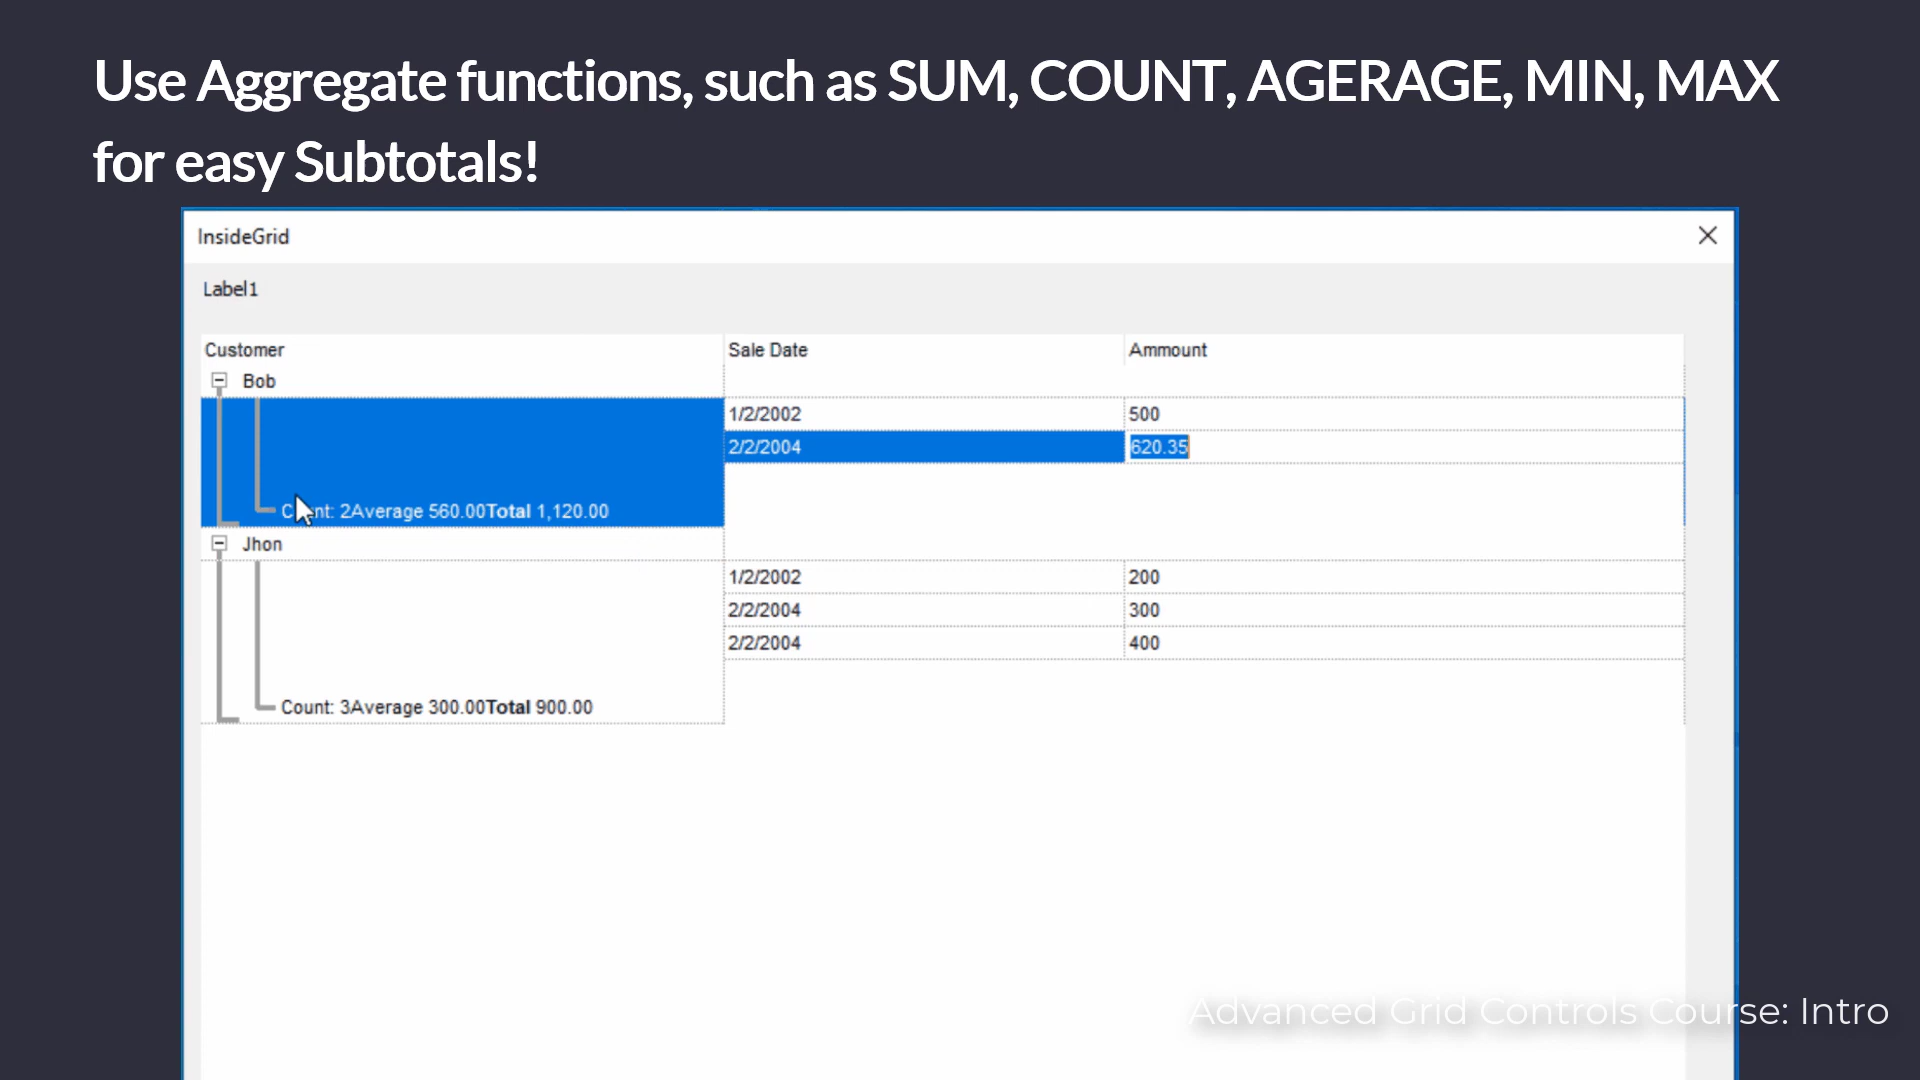 Use Aggregate functions, such as SUM, COUNT, AGERAGE, MIN, MAX
for easy Subtotals!
InsideGrid
Label1
Customer Sale Date Ammount
Bob
1/2/2002 500
2/2/2004 620.35
nt: 2Average 560.00Total 1,120.00
Jhon
1/2/2002 200
2/2/2004 300
2/2/2004 400
Count: 3Average 300.00Total 900.00
Advanced Grid Controls Course: Intro